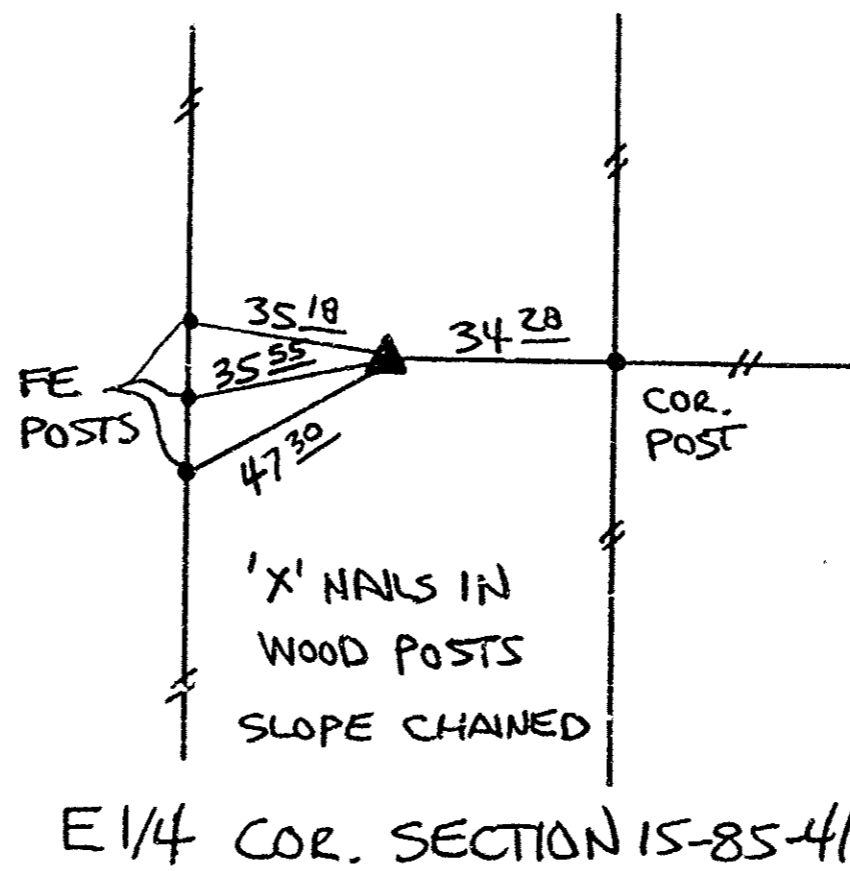 35 18
34 28
35 55
FE
POSTS
COR.
POST
47 30
'X' NAILS IN
WOOD POSTS
SLOPE CHAINED
E 1/4 COR. SECTION 15-85-41